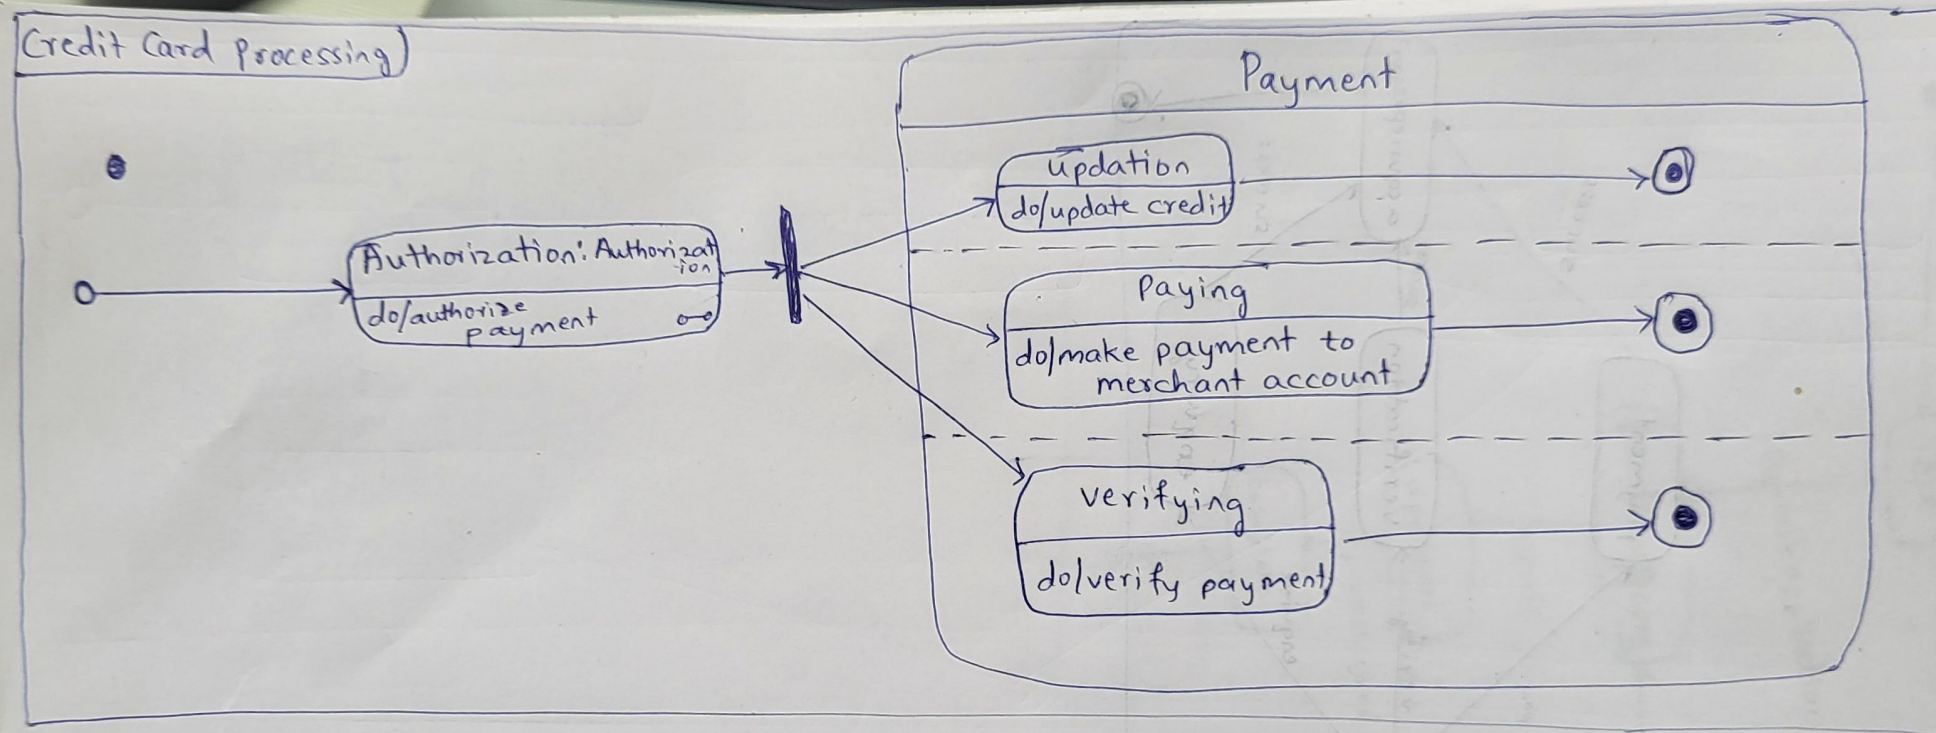 Credit Card Processing
Payment
Updation
do/update credit
Authorization: Authorizat
ion
do/authorize
payment
Paying
do/make payment to
merchant account
verifying
do/verify payment